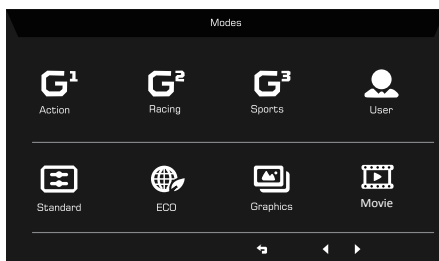 Modes
G¹ G² G³
Action Racing Sports User
Standard ECO Graphics Movie